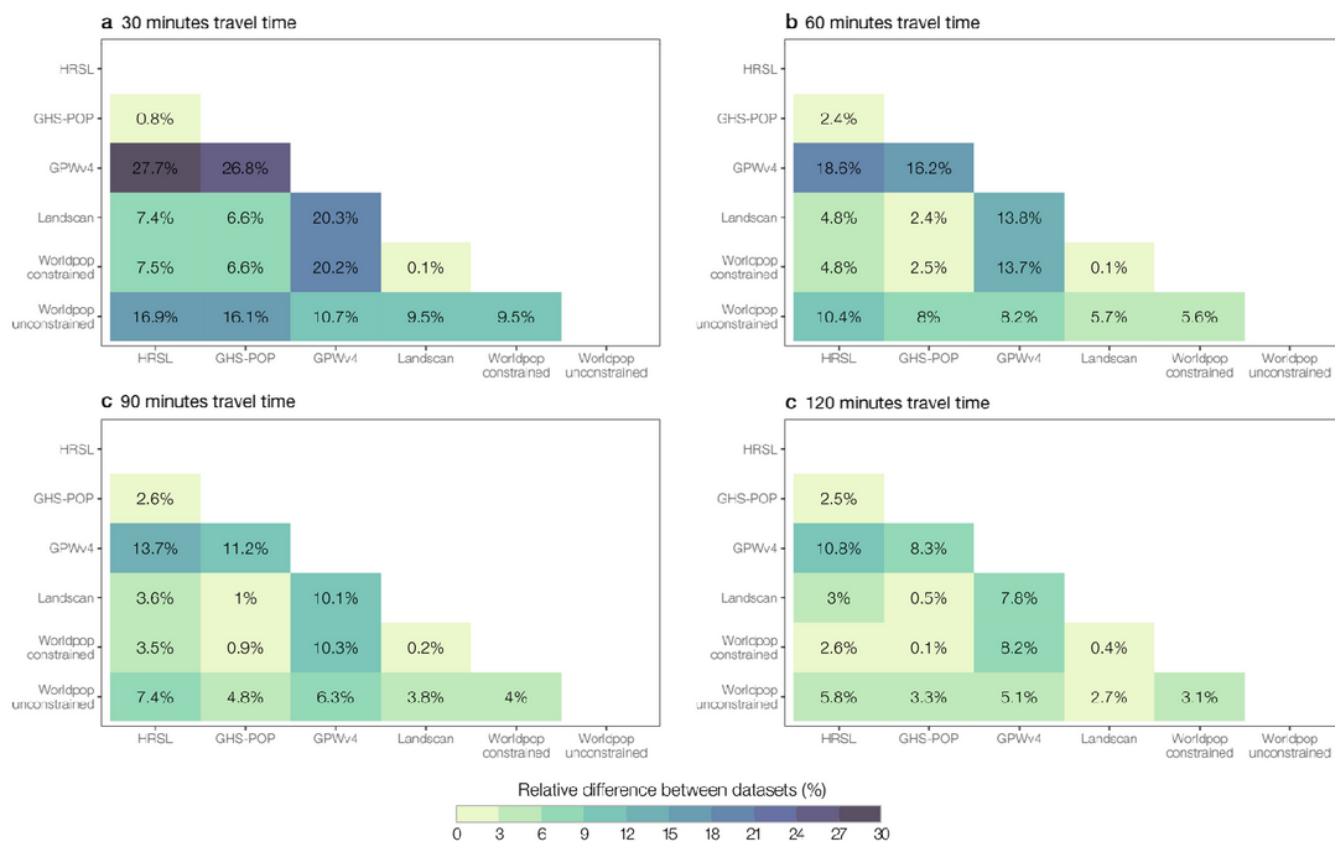 a 30 minutes travel time
HRSL
GHS-POP
0.8%
GPWv4
27.7% 26.8%
Landscan
7.4% 6.6% 20.3%
Worldpop
constrained
7.5% 6.6% 20.2% 0.1%
Worldpop
unconstrained
16.9% 16.1% 10.7% 9.5% 9.5%
HRSL GHS-POP GPWv4 Landscan Worldpop Worldpop
constrained unconstrained
b 60 minutes travel time
HRSL
GHS-POP
2.4%
GPWv4
18.6% 16.2%
Landscan
4.8% 2.4% 13.8%
Worldpop
constrained
4.8% 2.5% 13.7% 0.1%
Worldpop
unconstrained
10.4% 8% 8.2% 5.7% 5.6%
HRSL GHS-POP GPWv4 Landscan Worldpop Worldpop
constrained unconstrained
c 90 minutes travel time
HRSL
GHS-POP
2.6%
GPWv4
13.7% 11.2%
Landscan
3.6% 1% 10.1%
Worldpop
constrained
3.5% 0.9% 10.3% 0.2%
Worldpop
unconstrained
7.4% 4.8% 6.3% 3.8% 4%
HRSL GHS-POP GPWv4 Landscan Worldpop Worldpop
constrained unconstrained
c 120 minutes travel time
HRSL
GHS-POP
2.5%
GPWv4
10.8% 8.3%
Landscan
3% 0.5% 7.8%
Worldpop
constrained
2.6% 0.1% 8.2% 0.4%
Worldpop
unconstrained
5.8% 3.3% 5.1% 2.7% 3.1%
HRSL GHS-POP GPWv4 Landscan Worldpop Worldpop
constrained unconstrained
Relative difference between datasets (%)
0 3 6 9 12 15 18 21 24 27 30